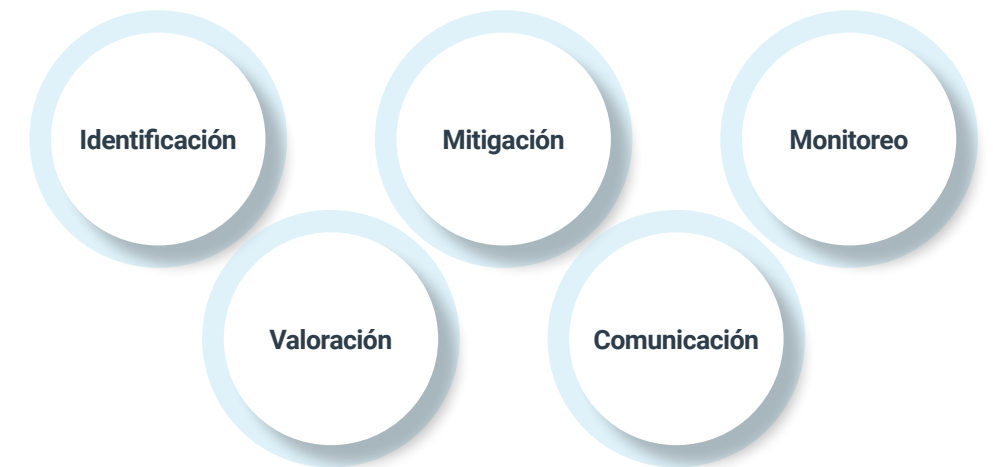 Identificación
Mitigación
Monitoreo
Valoración
Comunicación